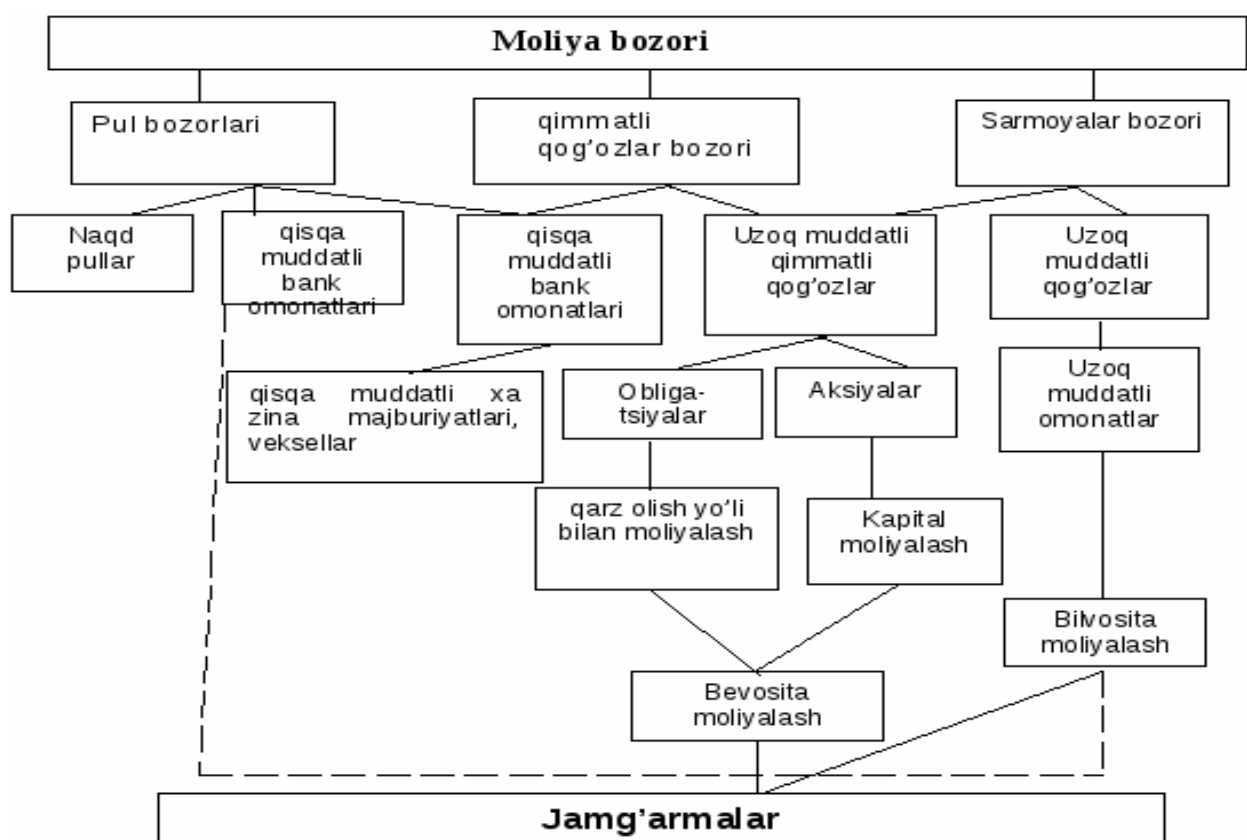 Moliya bozori
Pul bozorlari
qimmatli
qog'ozlar bozori
Sarmoyalar bozori
Naqd
pullar
qisqa
muddatli
bank
omonatlari
qisqa
muddatli
bank
omonatlari
Uzoq muddatli
qimmatli
qog'ozlar
Uzoq
muddatli
qog'ozlar
qisqa muddatli xa
zina majburiyatlari,
veksellar
Obliga-
tsiyalar
Aksiyalar
Uzoq
muddatli
omonatlar
qarz olish yo'li
bilan moliyalash
Kapital
moliyalash
Bilvosita
moliyalash
Bevosita
moliyalash
Jamg'armalar